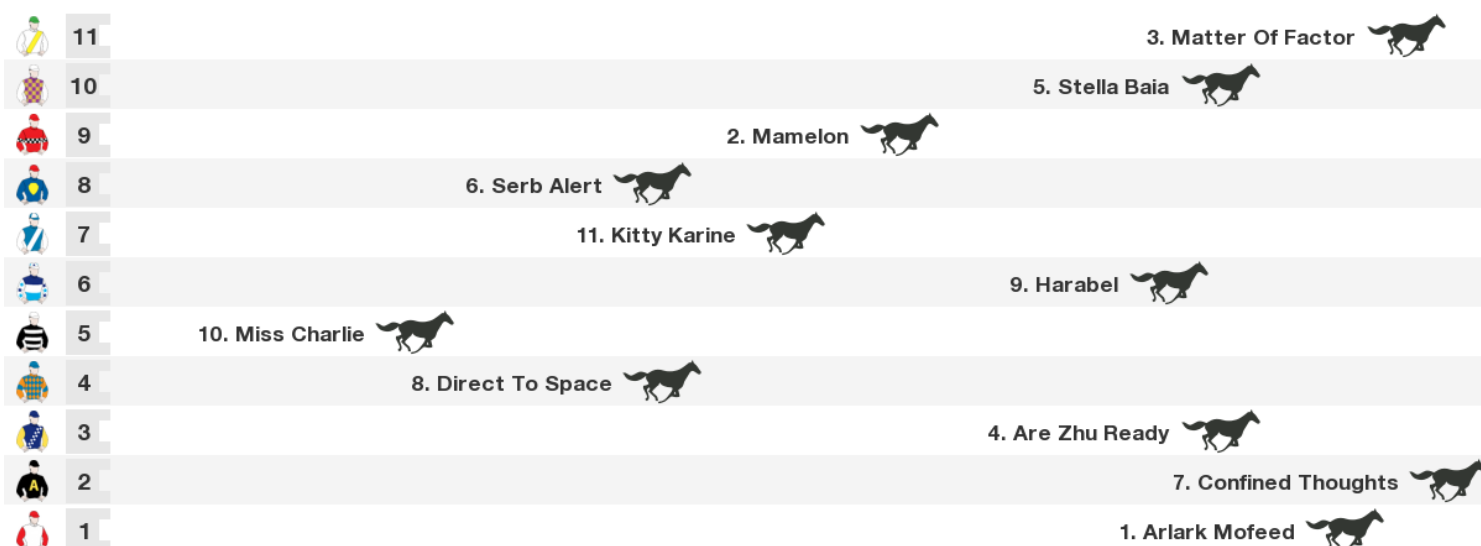 11 3. Matter Of Factor
10 5. Stella Baia
9 2. Mamelon
8 6. Serb Alert
7 11. Kitty Karine
6 9. Harabel
5 10. Miss Charlie
4 8. Direct To Space
3 4. Are Zhu Ready
A 2 7. Confined Thoughts
1 1. Arlark Mofeed